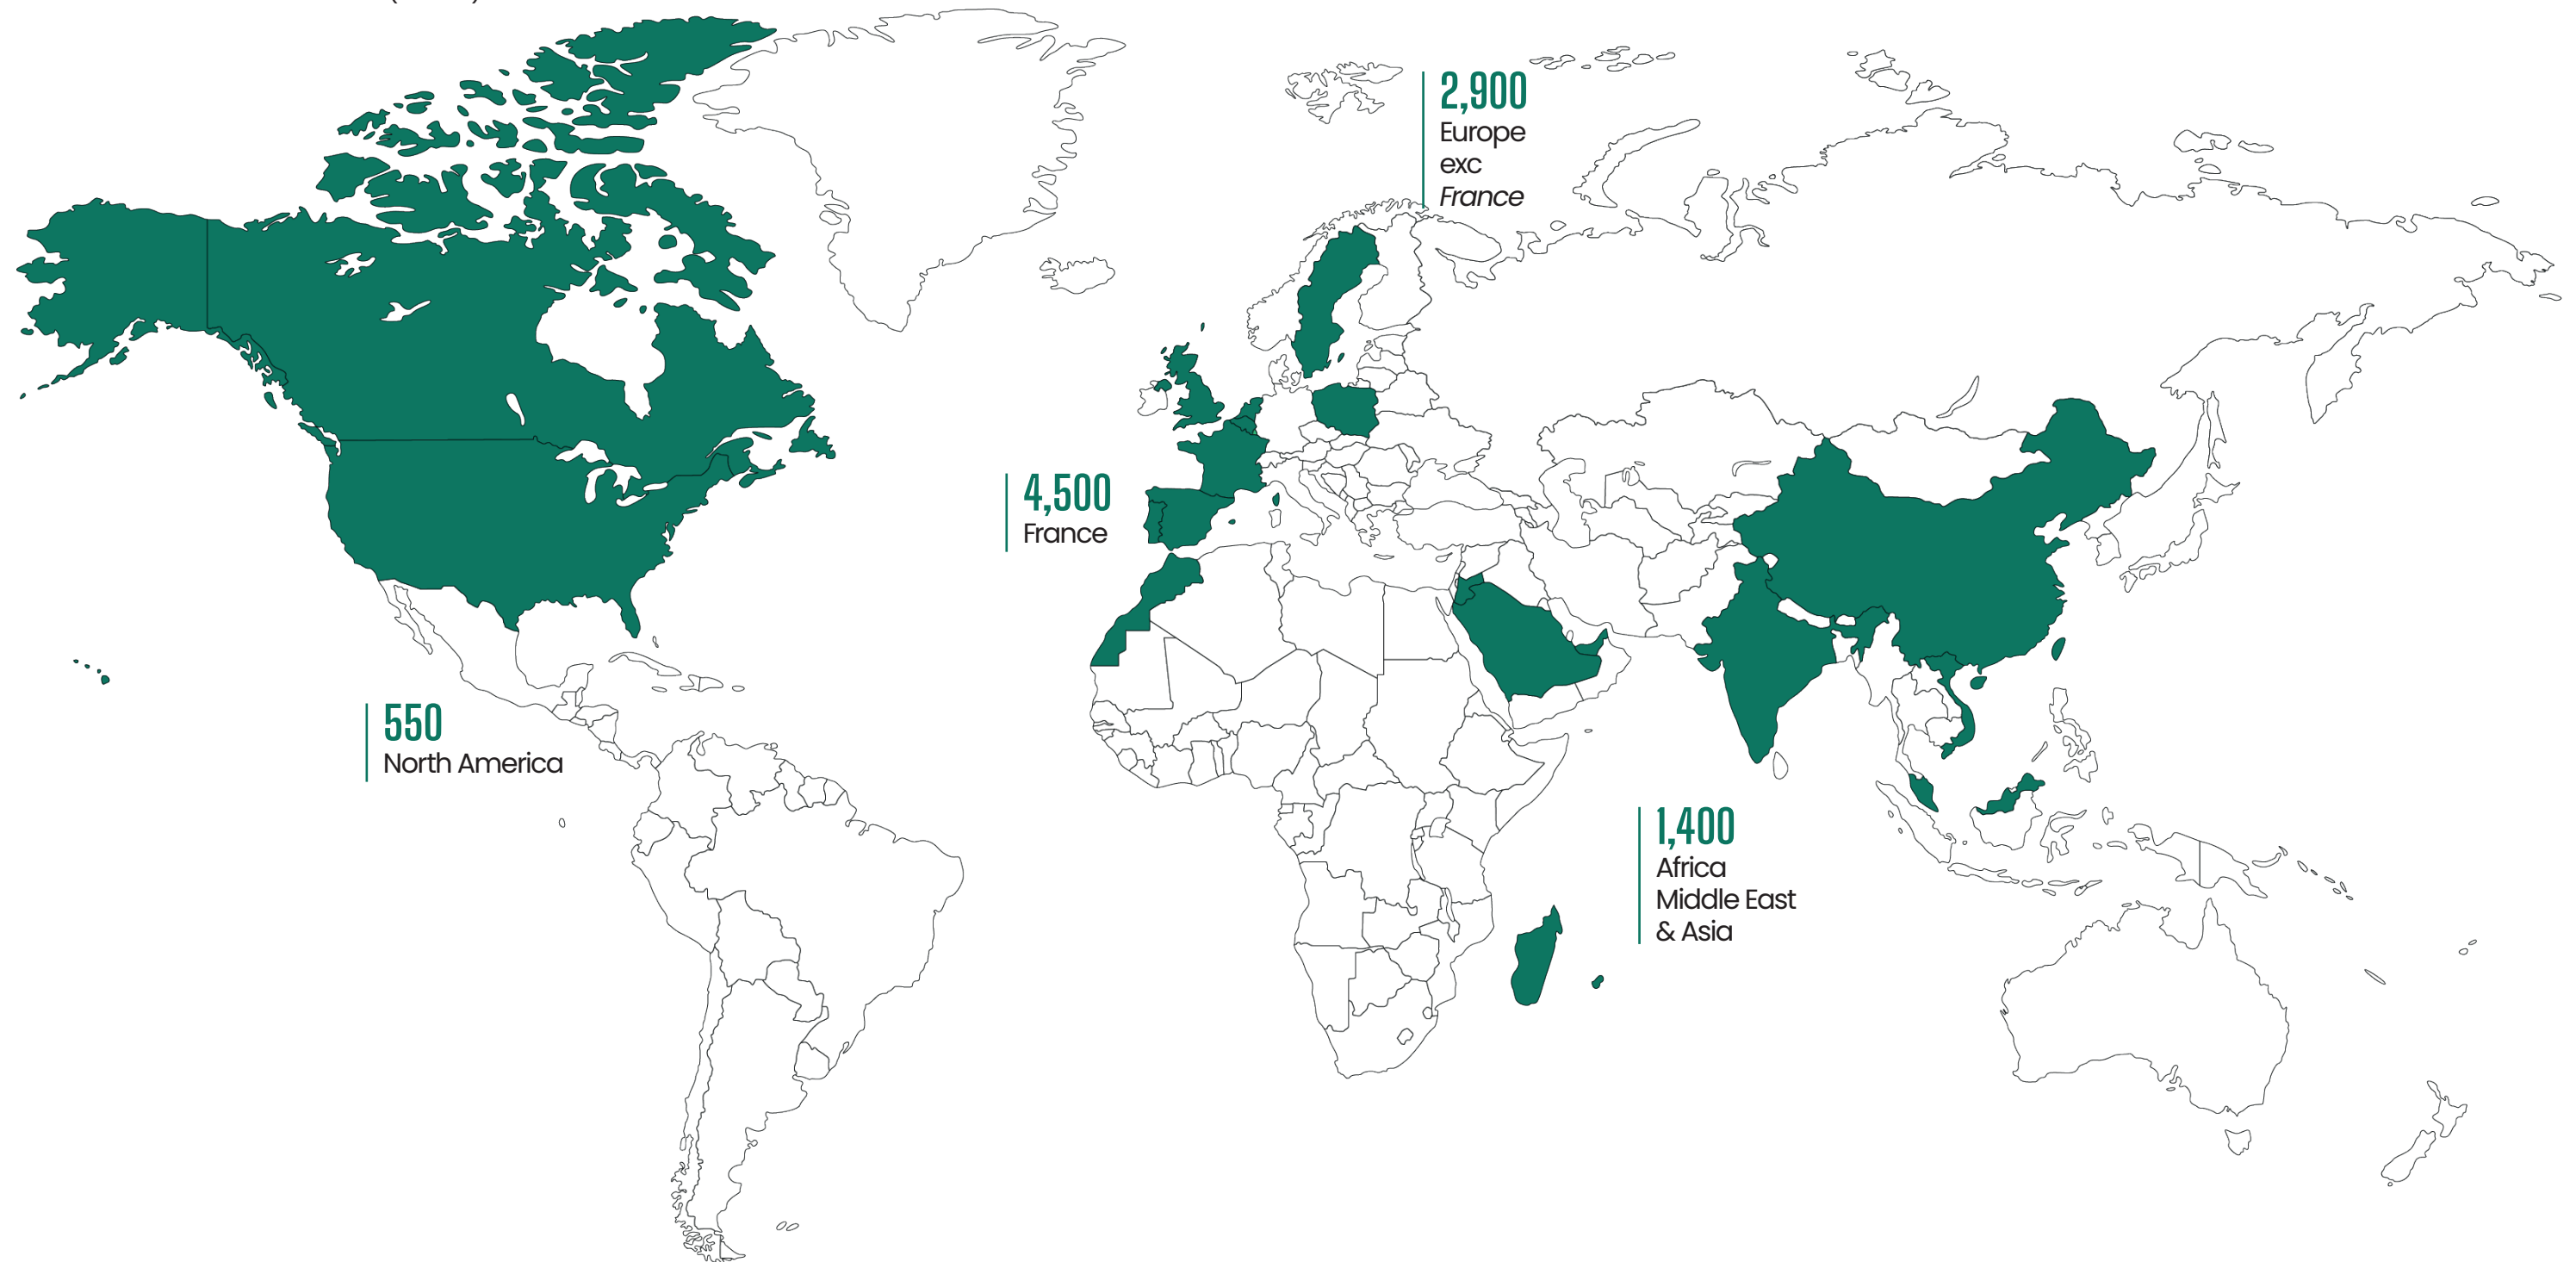 2,900
Europe
exc
France
4,500
France
550
North America
1,400
Africa
Middle East
& Asia